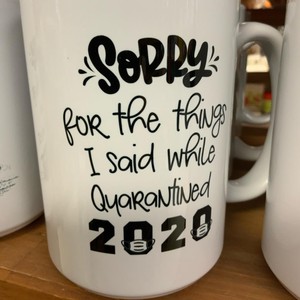 SORRY
for the things
I said while
Quarantined
2020